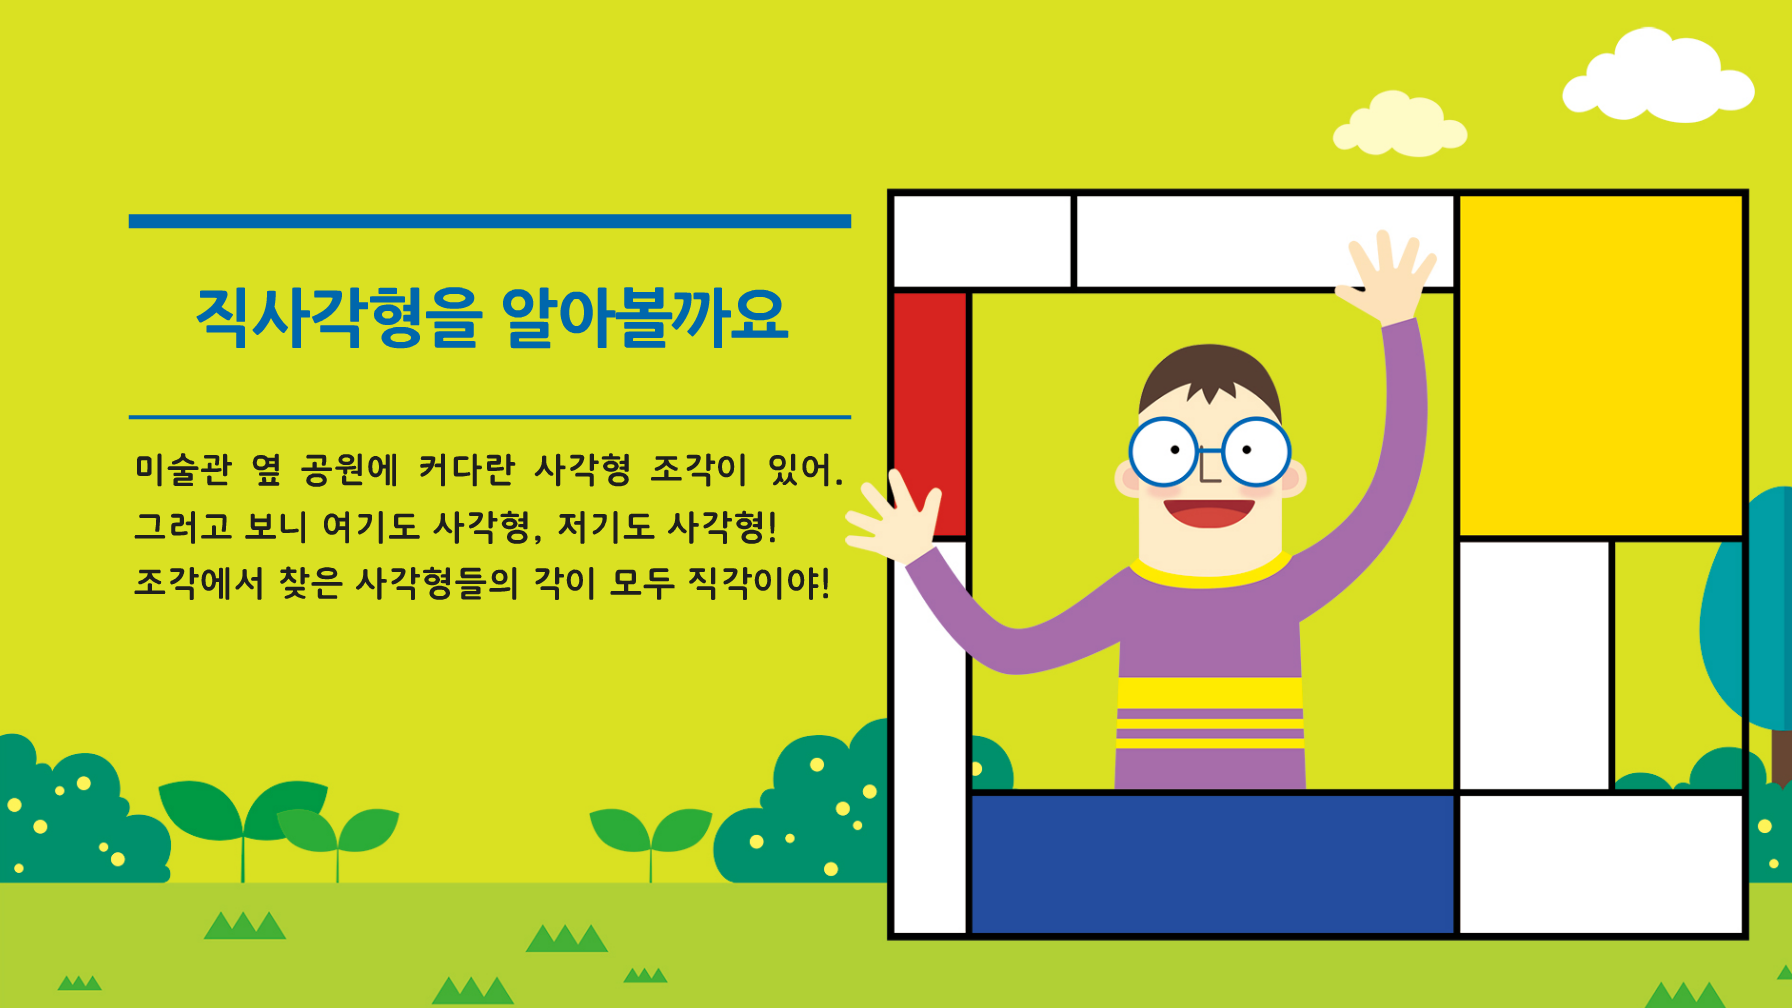 직사각형을 알아볼까요
미술관 옆 공원에 커다란 사각형 조각이 있어.
그러고 보니 여기도 사각형, 저기도 사각형!
조각에서 찾은 사각형들의 각이 모두 직각이야!